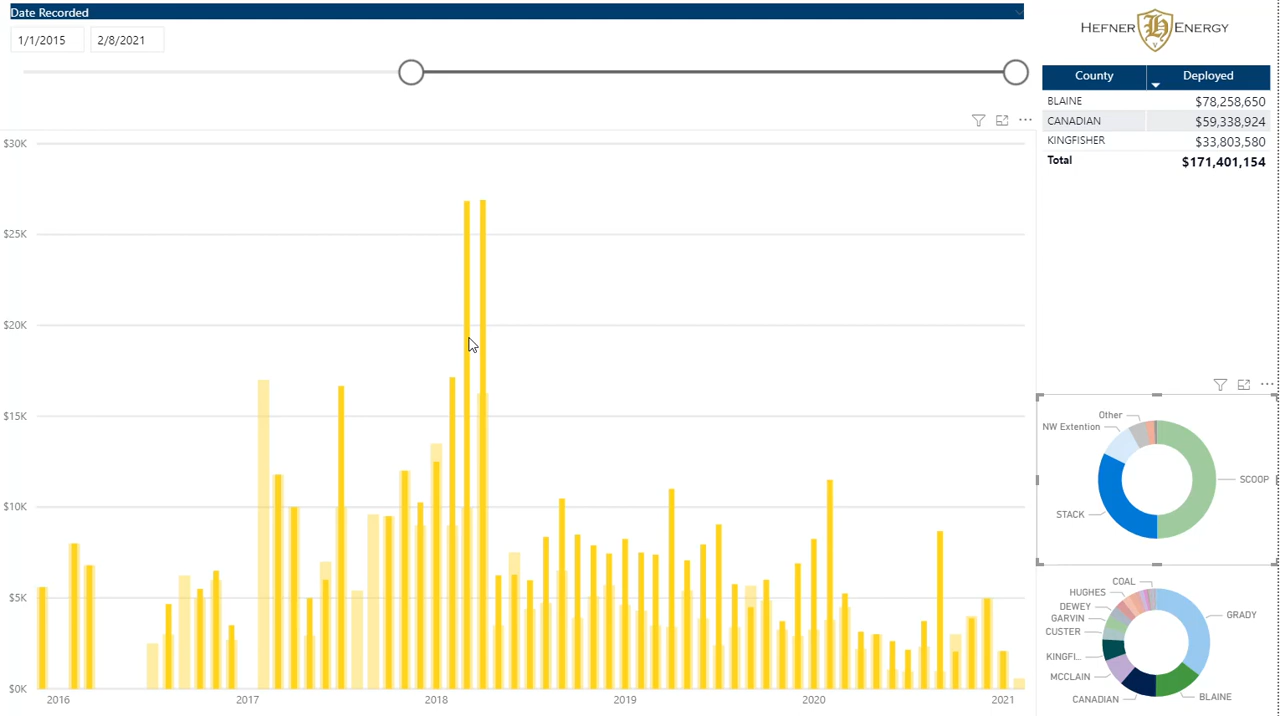 Date Recorded
1/1/2015
2/8/2021
HEFNER ENERGY
County Deployed
BLAINE $78,258,650
CANADIAN $59,338,924
KINGFISHER $33,803,580
Total $171,401,154
$30K
$25K
$20K
$15K
$10K
$5K
$0K
2016 2017 2018 2019 2020 2021
Other
NW Extention
SCOOP
STACK
COAL
HUGHES
DEWEY
GARVIN
CUSTER
KINGFI...
MCCLAIN
CANADIAN
BLAINE
GRADY